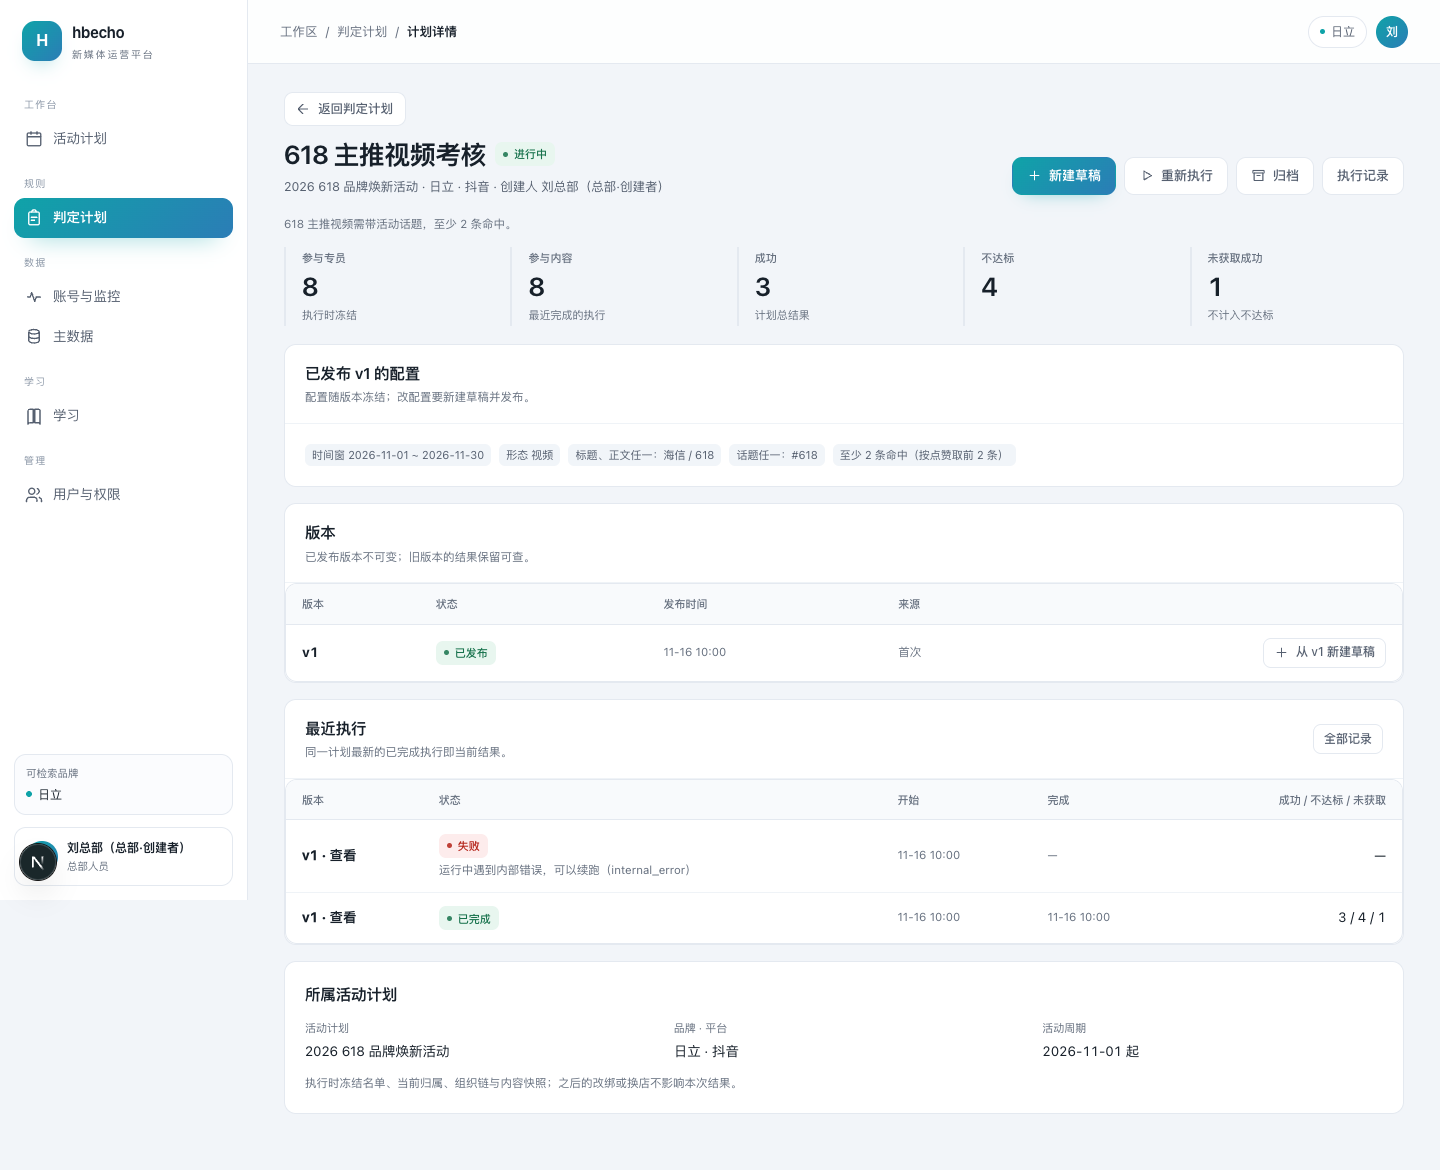 H
hbecho
新媒体运营平台
工作台
活动计划
规则
判定计划
数据
账号与监控
主数据
学习
学习
管理
用户与权限
可检索品牌
日立
N
刘总部（总部·创建者）
总部人员
工作区 / 判定计划 / 计划详情
日立
刘
返回判定计划
618 主推视频考核
进行中
2026 618 品牌焕新活动 · 日立 · 抖音 · 创建人 刘总部（总部·创建者）
新建草稿
重新执行
归档
执行记录
618 主推视频需带活动话题，至少 2 条命中。
参与专员
8
执行时冻结
参与内容
8
最近完成的执行
成功
3
计划总结果
不达标
4
未获取成功
1
不计入不达标
已发布 v1 的配置
配置随版本冻结；改配置要新建草稿并发布。
时间窗 2026-11-01 ~ 2026-11-30
形态 视频
标题、正文任一：海信 / 618
话题任一：#618
至少 2 条命中（按点赞取前 2 条）
版本
已发布版本不可变；旧版本的结果保留可查。
版本 状态 发布时间 来源
v1 已发布 11-16 10:00 首次 从 v1 新建草稿
最近执行
同一计划最新的已完成执行即当前结果。
全部记录
版本 状态 开始 完成 成功 / 不达标 / 未获取
v1 · 查看 失败 11-16 10:00 — —
运行中遇到内部错误，可以续跑（internal_error）
v1 · 查看 已完成 11-16 10:00 11-16 10:00 3 / 4 / 1
所属活动计划
活动计划 品牌 · 平台 活动周期
2026 618 品牌焕新活动 日立 · 抖音 2026-11-01 起
执行时冻结名单、当前归属、组织链与内容快照；之后的改绑或换店不影响本次结果。